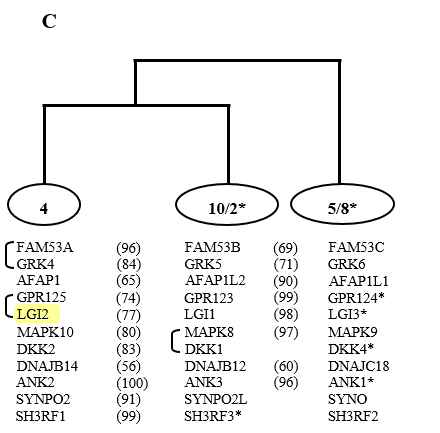 C
4 10/2* 5/8*
FAM53A (96) FAM53B (69) FAM53C
GRK4 (84) GRK5 (71) GRK6
AFAP1 (65) AFAP1L2 (90) AFAP1L1
GPR125 (74) GPR123 (99) GPR124*
LGI2 (77) LGI1 (98) LGI3*
MAPK10 (80) MAPK8 (97) MAPK9
DKK2 (83) DKK1 DKK4*
DNAJB14 (56) DNAJB12 (60) DNAJC18
ANK2 (100) ANK3 (96) ANK1*
SYNPO2 (91) SYNPO2L SYNO
SH3RF1 (99) SH3RF3* SH3RF2